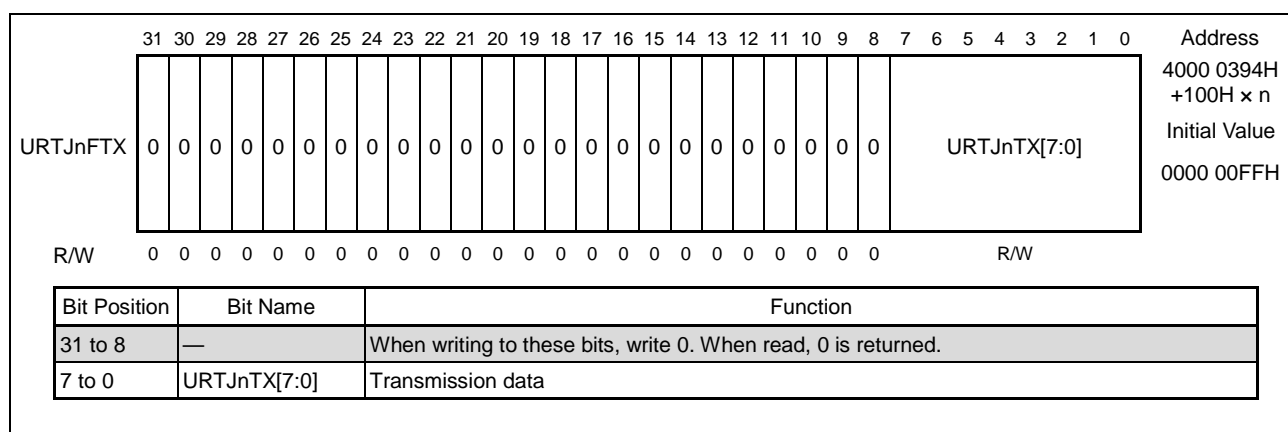 31 30 29 28 27 26 25 24 23 22 21 20 19 18 17 16 15 14 13 12 11 10 9 8 7 6 5 4 3 2 1 0 Address
4000 0394H
+100H × n
URTJnFTX 0 0 0 0 0 0 0 0 0 0 0 0 0 0 0 0 0 0 0 0 0 0 0 0 URTJnTX[7:0] Initial Value
0000 00FFH
R/W 0 0 0 0 0 0 0 0 0 0 0 0 0 0 0 0 0 0 0 0 0 0 0 0 R/W
Bit Position Bit Name Function
31 to 8 — When writing to these bits, write 0. When read, 0 is returned.
7 to 0 URTJnTX[7:0] Transmission data